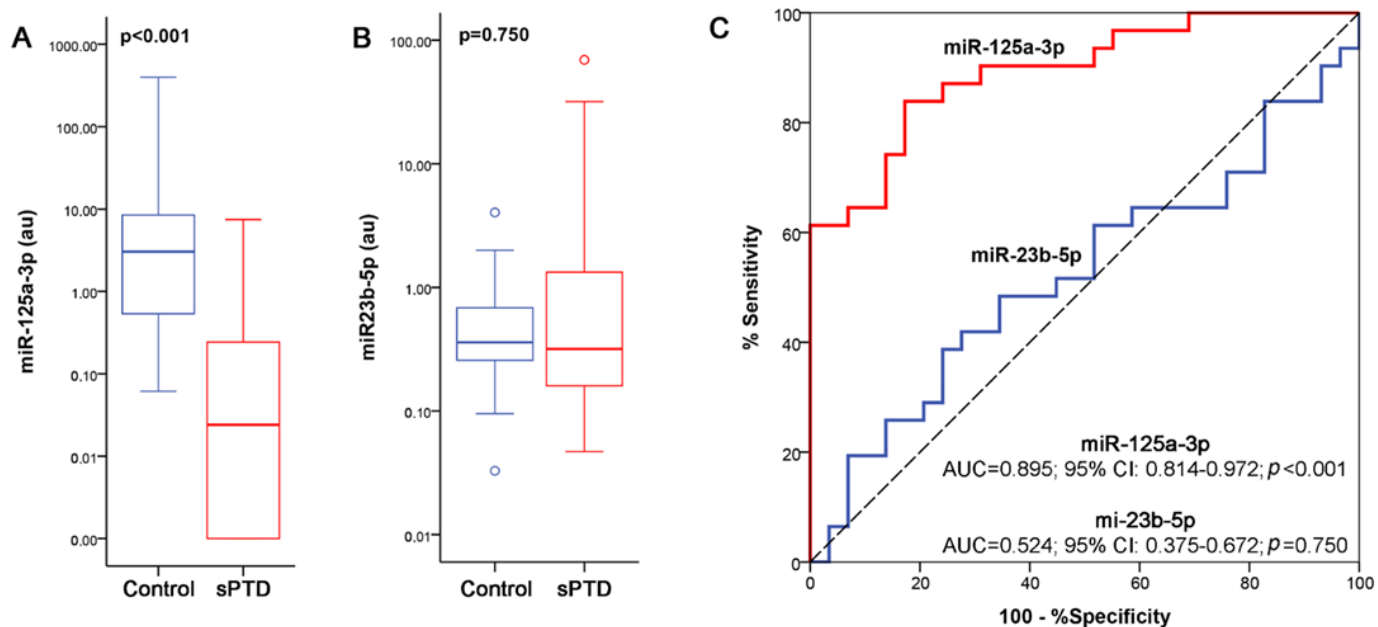 A
p<0.001
miR-125a-3p (au)
1000.00
100.00
10.00
1.00
0.10
0.01
0.00
Control sPTD
B
p=0.750
miR23b-5p (au)
100.00
10.00
1.00
0.10
0.01
Control sPTD
C
% Sensitivity
100
80
60
40
20
0
miR-125a-3p
miR-23b-5p
miR-125a-3p
AUC=0.895; 95% CI: 0.814-0.972; p<0.001
mi-23b-5p
AUC=0.524; 95% CI: 0.375-0.672; p=0.750
0 20 40 60 80 100
100 - %Specificity